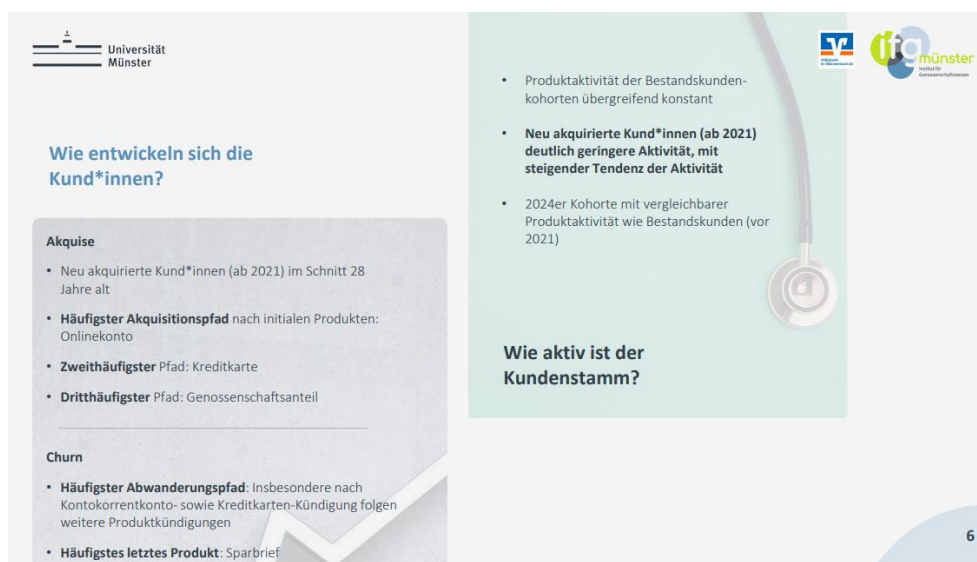 Universität
Münster
Wie entwickeln sich die
Kund*innen?
Akquise
• Neu akquirierte Kund*innen (ab 2021) im Schnitt 28
Jahre alt
• Häufigster Akquisitionspfad nach initialen Produkten:
Onlinekonto
• Zweithäufigster Pfad: Kreditkarte
• Dritthäufigster Pfad: Genossenschaftsanteil
Churn
• Häufigster Abwanderungspfad: Insbesondere nach
Kontokorrentkonto- sowie Kreditkarten-Kündigung folgen
weitere Produktkündigungen
• Häufigstes letztes Produkt: Sparbrief
• Produktaktivität der Bestandskunden-
kohorten übergreifend konstant
• Neu akquirierte Kund*innen (ab 2021)
deutlich geringere Aktivität, mit
steigender Tendenz der Aktivität
• 2024er Kohorte mit vergleichbarer
Produktaktivität wie Bestandskunden (vor
2021)
Wie aktiv ist der
Kundenstamm?
ifg
münster
Institut für
Genossenschaftswesen
6